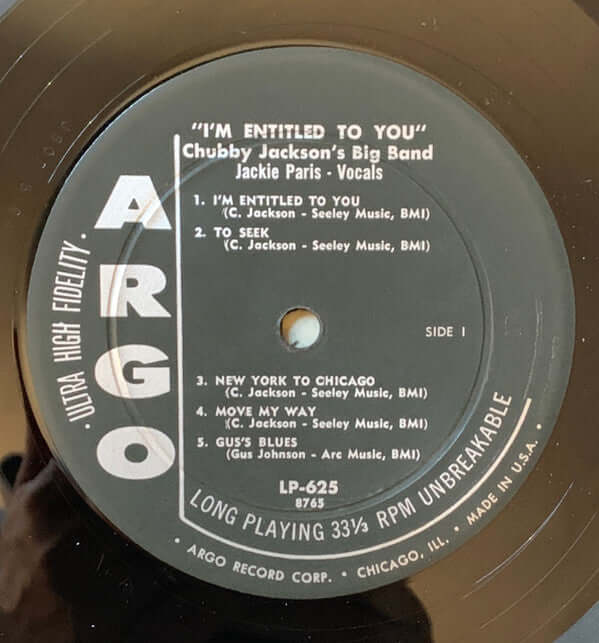 "I'M ENTITLED TO YOU"
Chubby Jackson's Big Band
Jackie Paris - Vocals
1. I'M ENTITLED TO YOU
(C. Jackson - Seeley Music, BMI)
2. TO SEEK
(C. Jackson - Seeley Music, BMI)
SIDE 1
3. NEW YORK TO CHICAGO
(C. Jackson - Seeley Music, BMI)
4. MOVE MY WAY
(C. Jackson - Seeley Music, BMI)
5. GUS'S BLUES
(Gus Johnson - Arc Music, BMI)
LP-625
8765
ARGO
• ULTRA HIGH FIDELITY •
LONG PLAYING 33⅓ RPM UNBREAKABLE
• ARGO RECORD CORP. • CHICAGO, ILL. • MADE IN U.S.A. •